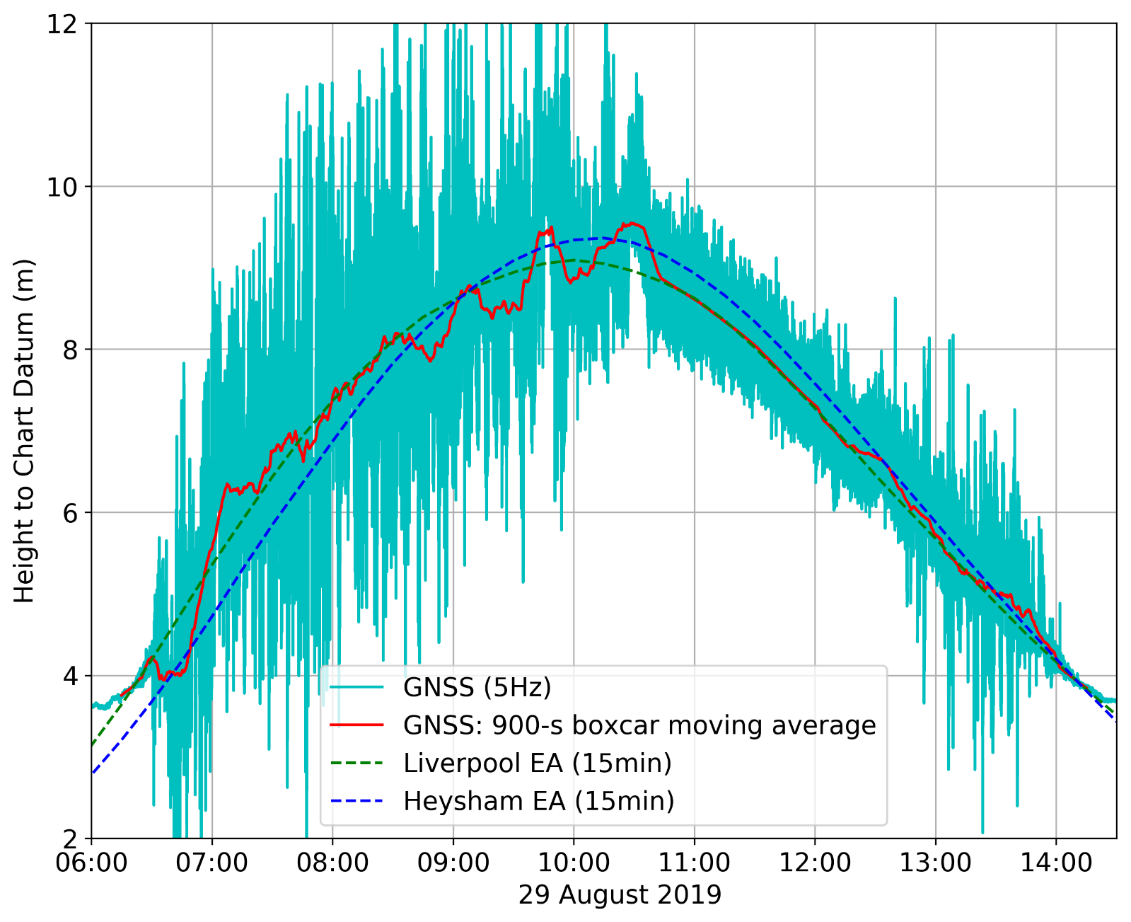 12
10
8
6
4
2
Height to Chart Datum (m)
GNSS (5Hz)
GNSS: 900-s boxcar moving average
Liverpool EA (15min)
Heysham EA (15min)
06:00 07:00 08:00 09:00 10:00 11:00 12:00 13:00 14:00
29 August 2019